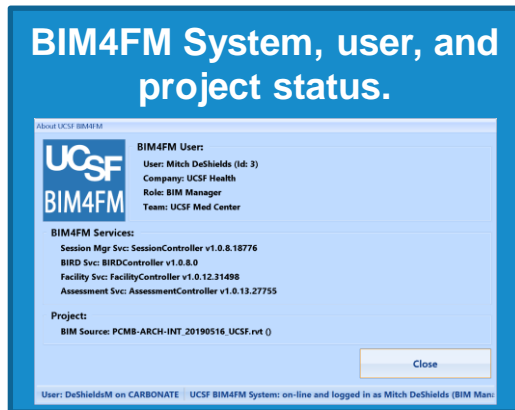 BIM4FM System, user, and
project status.
About UCSF BIM4FM
UCSF
BIM4FM
BIM4FM User:
User: Mitch DeShields (Id: 3)
Company: UCSF Health
Role: BIM Manager
Team: UCSF Med Center
BIM4FM Services:
Session Mgr Svc: SessionController v1.0.8.18776
BIRD Svc: BIRDController v1.0.8.0
Facility Svc: FacilityController v1.0.12.31498
Assessment Svc: AssessmentController v1.0.13.27755
Project:
BIM Source: PCMB-ARCH-INT_20190516_UCSF.rvt ()
Close
User: DeShieldsM on CARBONATE UCSF BIM4FM System: on-line and logged in as Mitch DeShields (BIM Man